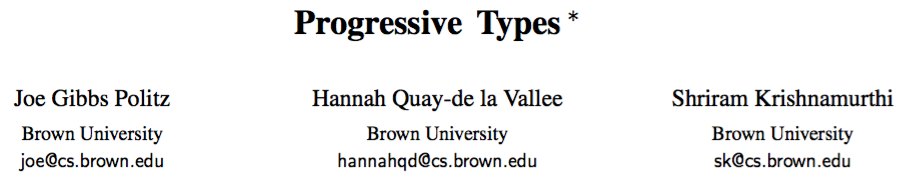 Progressive Types*
Joe Gibbs Politz Hannah Quay-de la Vallee Shriram Krishnamurthi
Brown University Brown University Brown University
joe@cs.brown.edu hannahqd@cs.brown.edu sk@cs.brown.edu